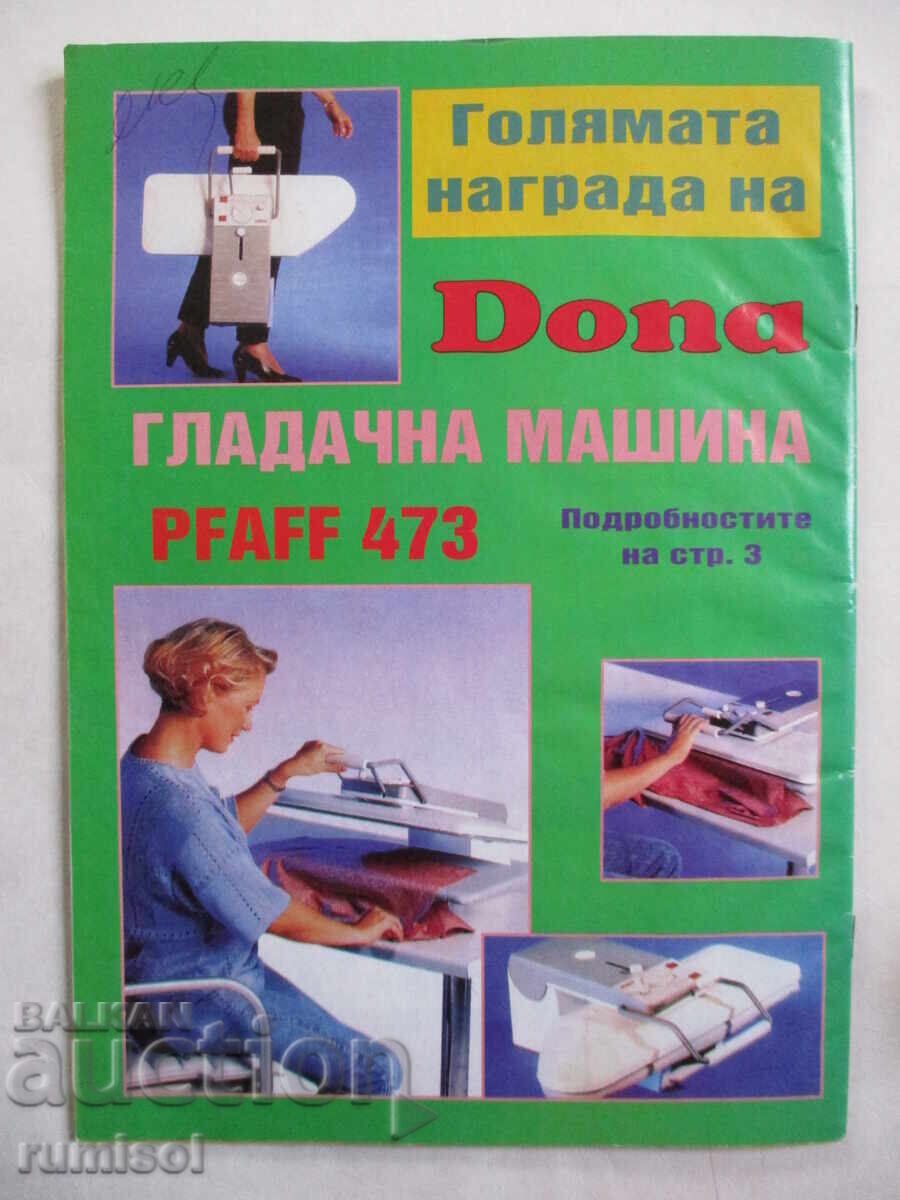 Голямата
награда на
Dona
ГЛАДАЧНА МАШИНА
PFAFF 473
Подробностите
на стр. 3
BALKAN
auction
rumisol